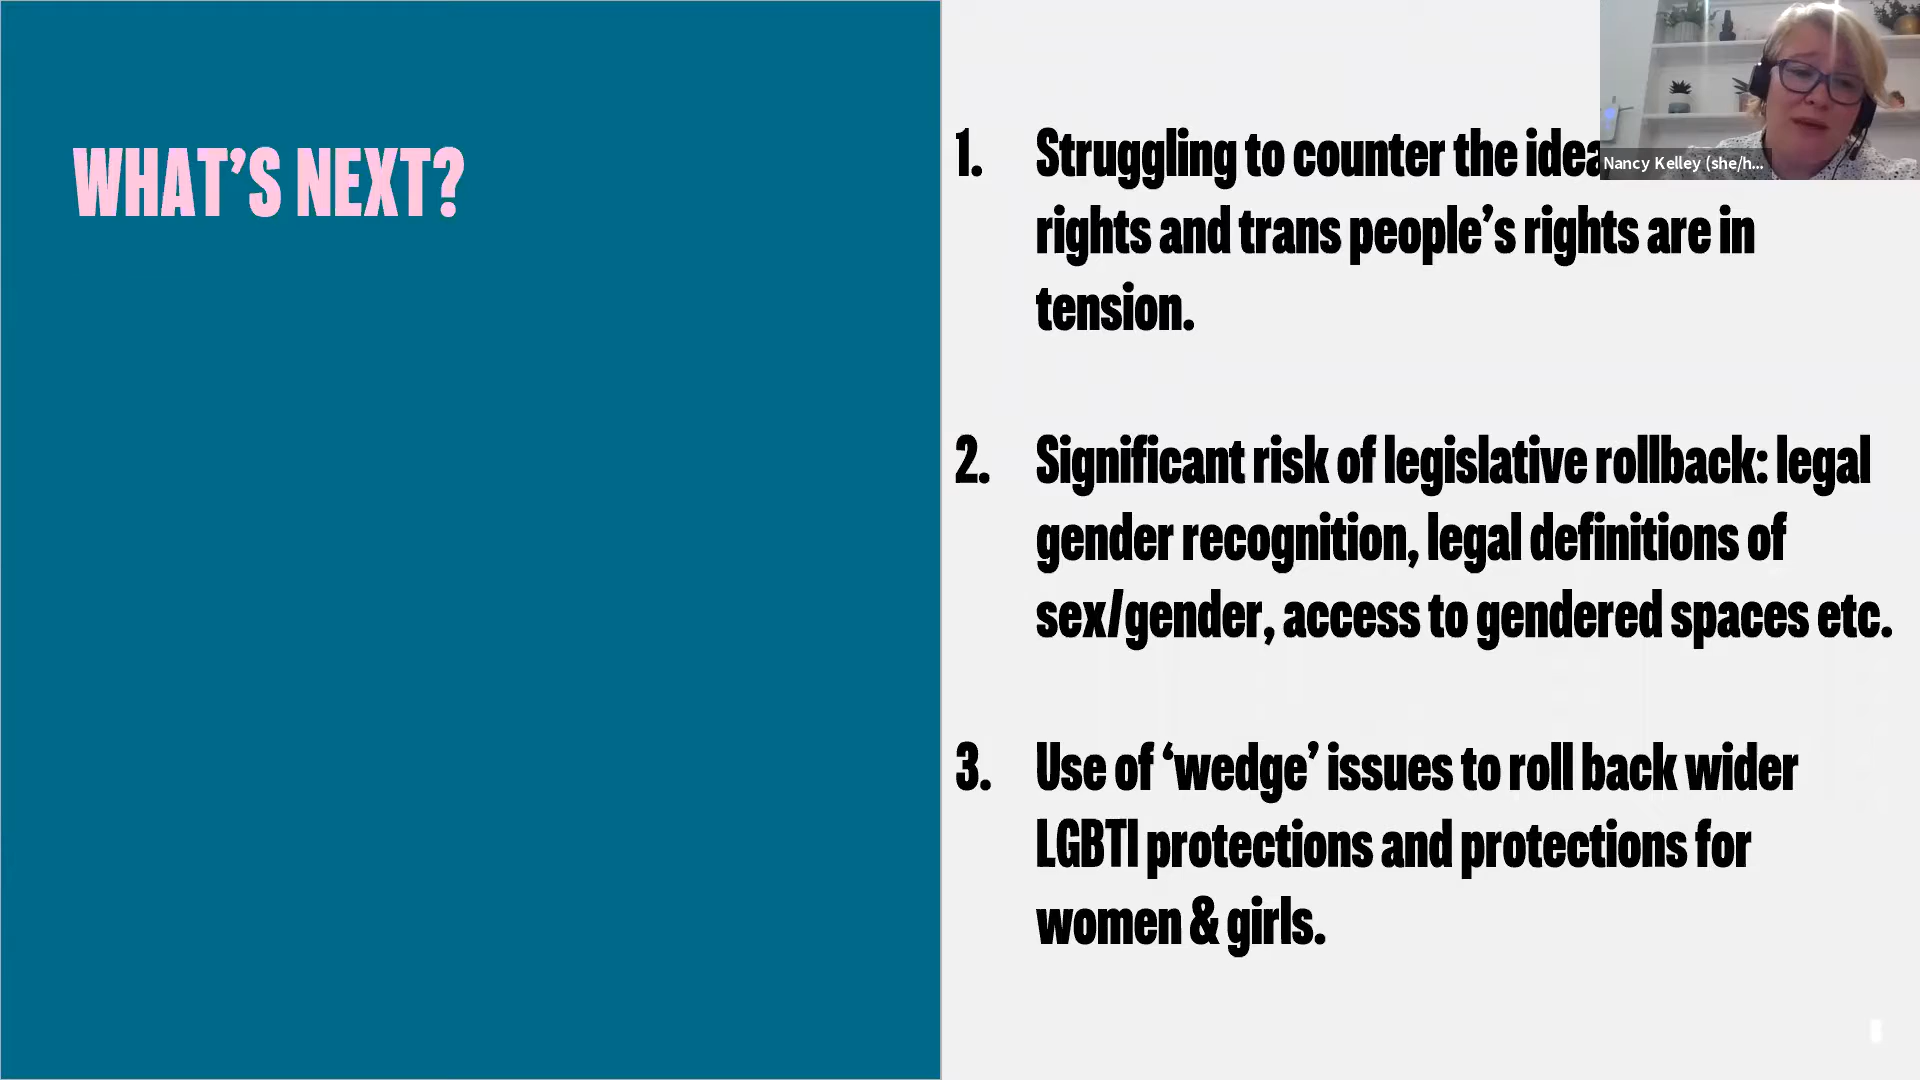 WHAT’S NEXT?
1. Struggling to counter the idea
rights and trans people’s rights are in
tension.
2. Significant risk of legislative rollback: legal
gender recognition, legal definitions of
sex/gender, access to gendered spaces etc.
3. Use of ‘wedge’ issues to roll back wider
LGBTI protections and protections for
women & girls.
Nancy Kelley (she/h...